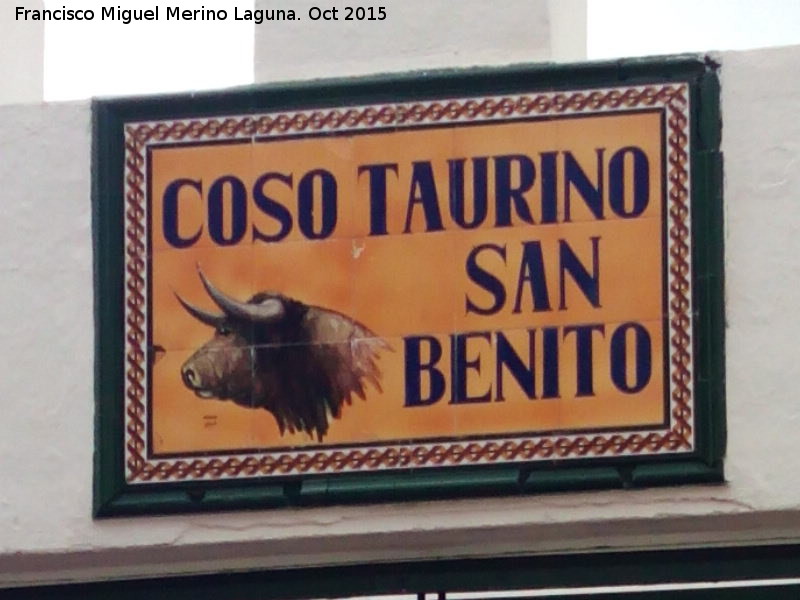 Francisco Miguel Merino Laguna. Oct 2015
COSO TAURINO
SAN
BENITO